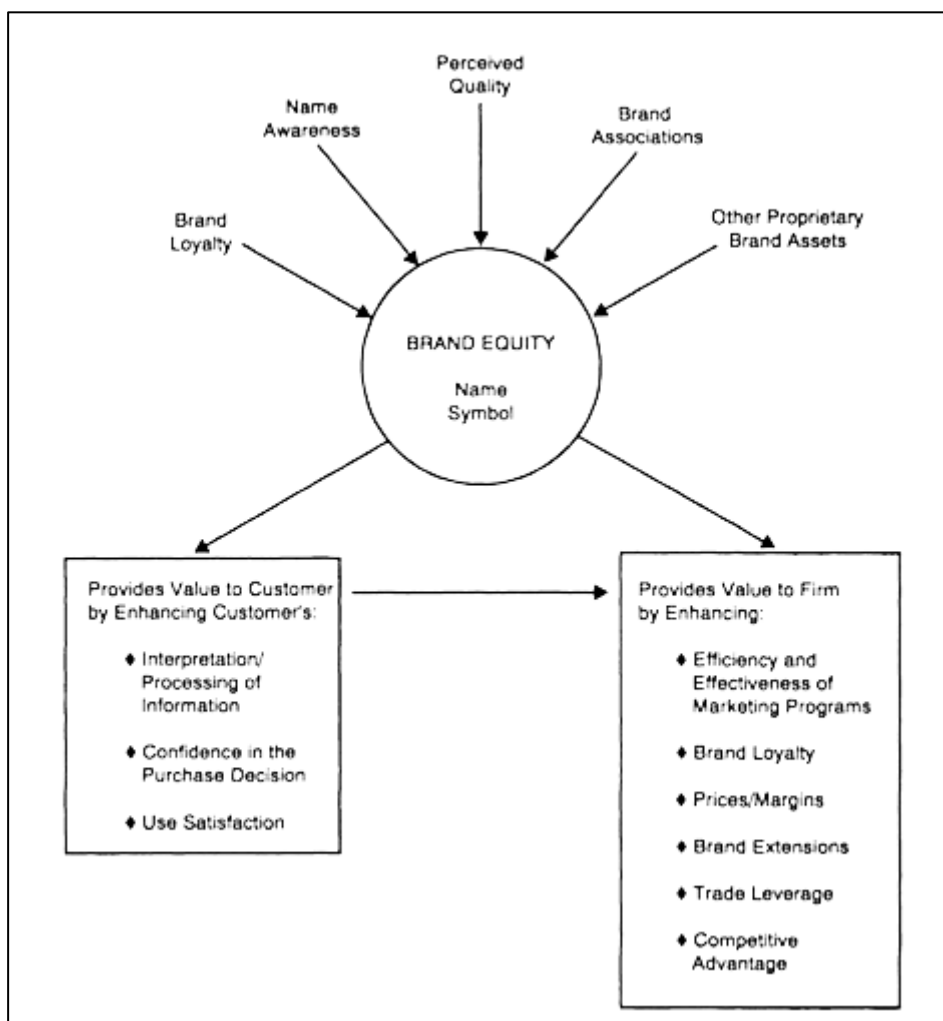 Perceived
Quality
Name
Awareness
Brand
Associations
Brand
Loyalty
Other Proprietary
Brand Assets
BRAND EQUITY
Name
Symbol
Provides Value to Customer
by Enhancing Customer's:
♦ Interpretation/
Processing of
Information
♦ Confidence in the
Purchase Decision
♦ Use Satisfaction
Provides Value to Firm
by Enhancing:
♦ Efficiency and
Effectiveness of
Marketing Programs
♦ Brand Loyalty
♦ Prices/Margins
♦ Brand Extensions
♦ Trade Leverage
♦ Competitive
Advantage